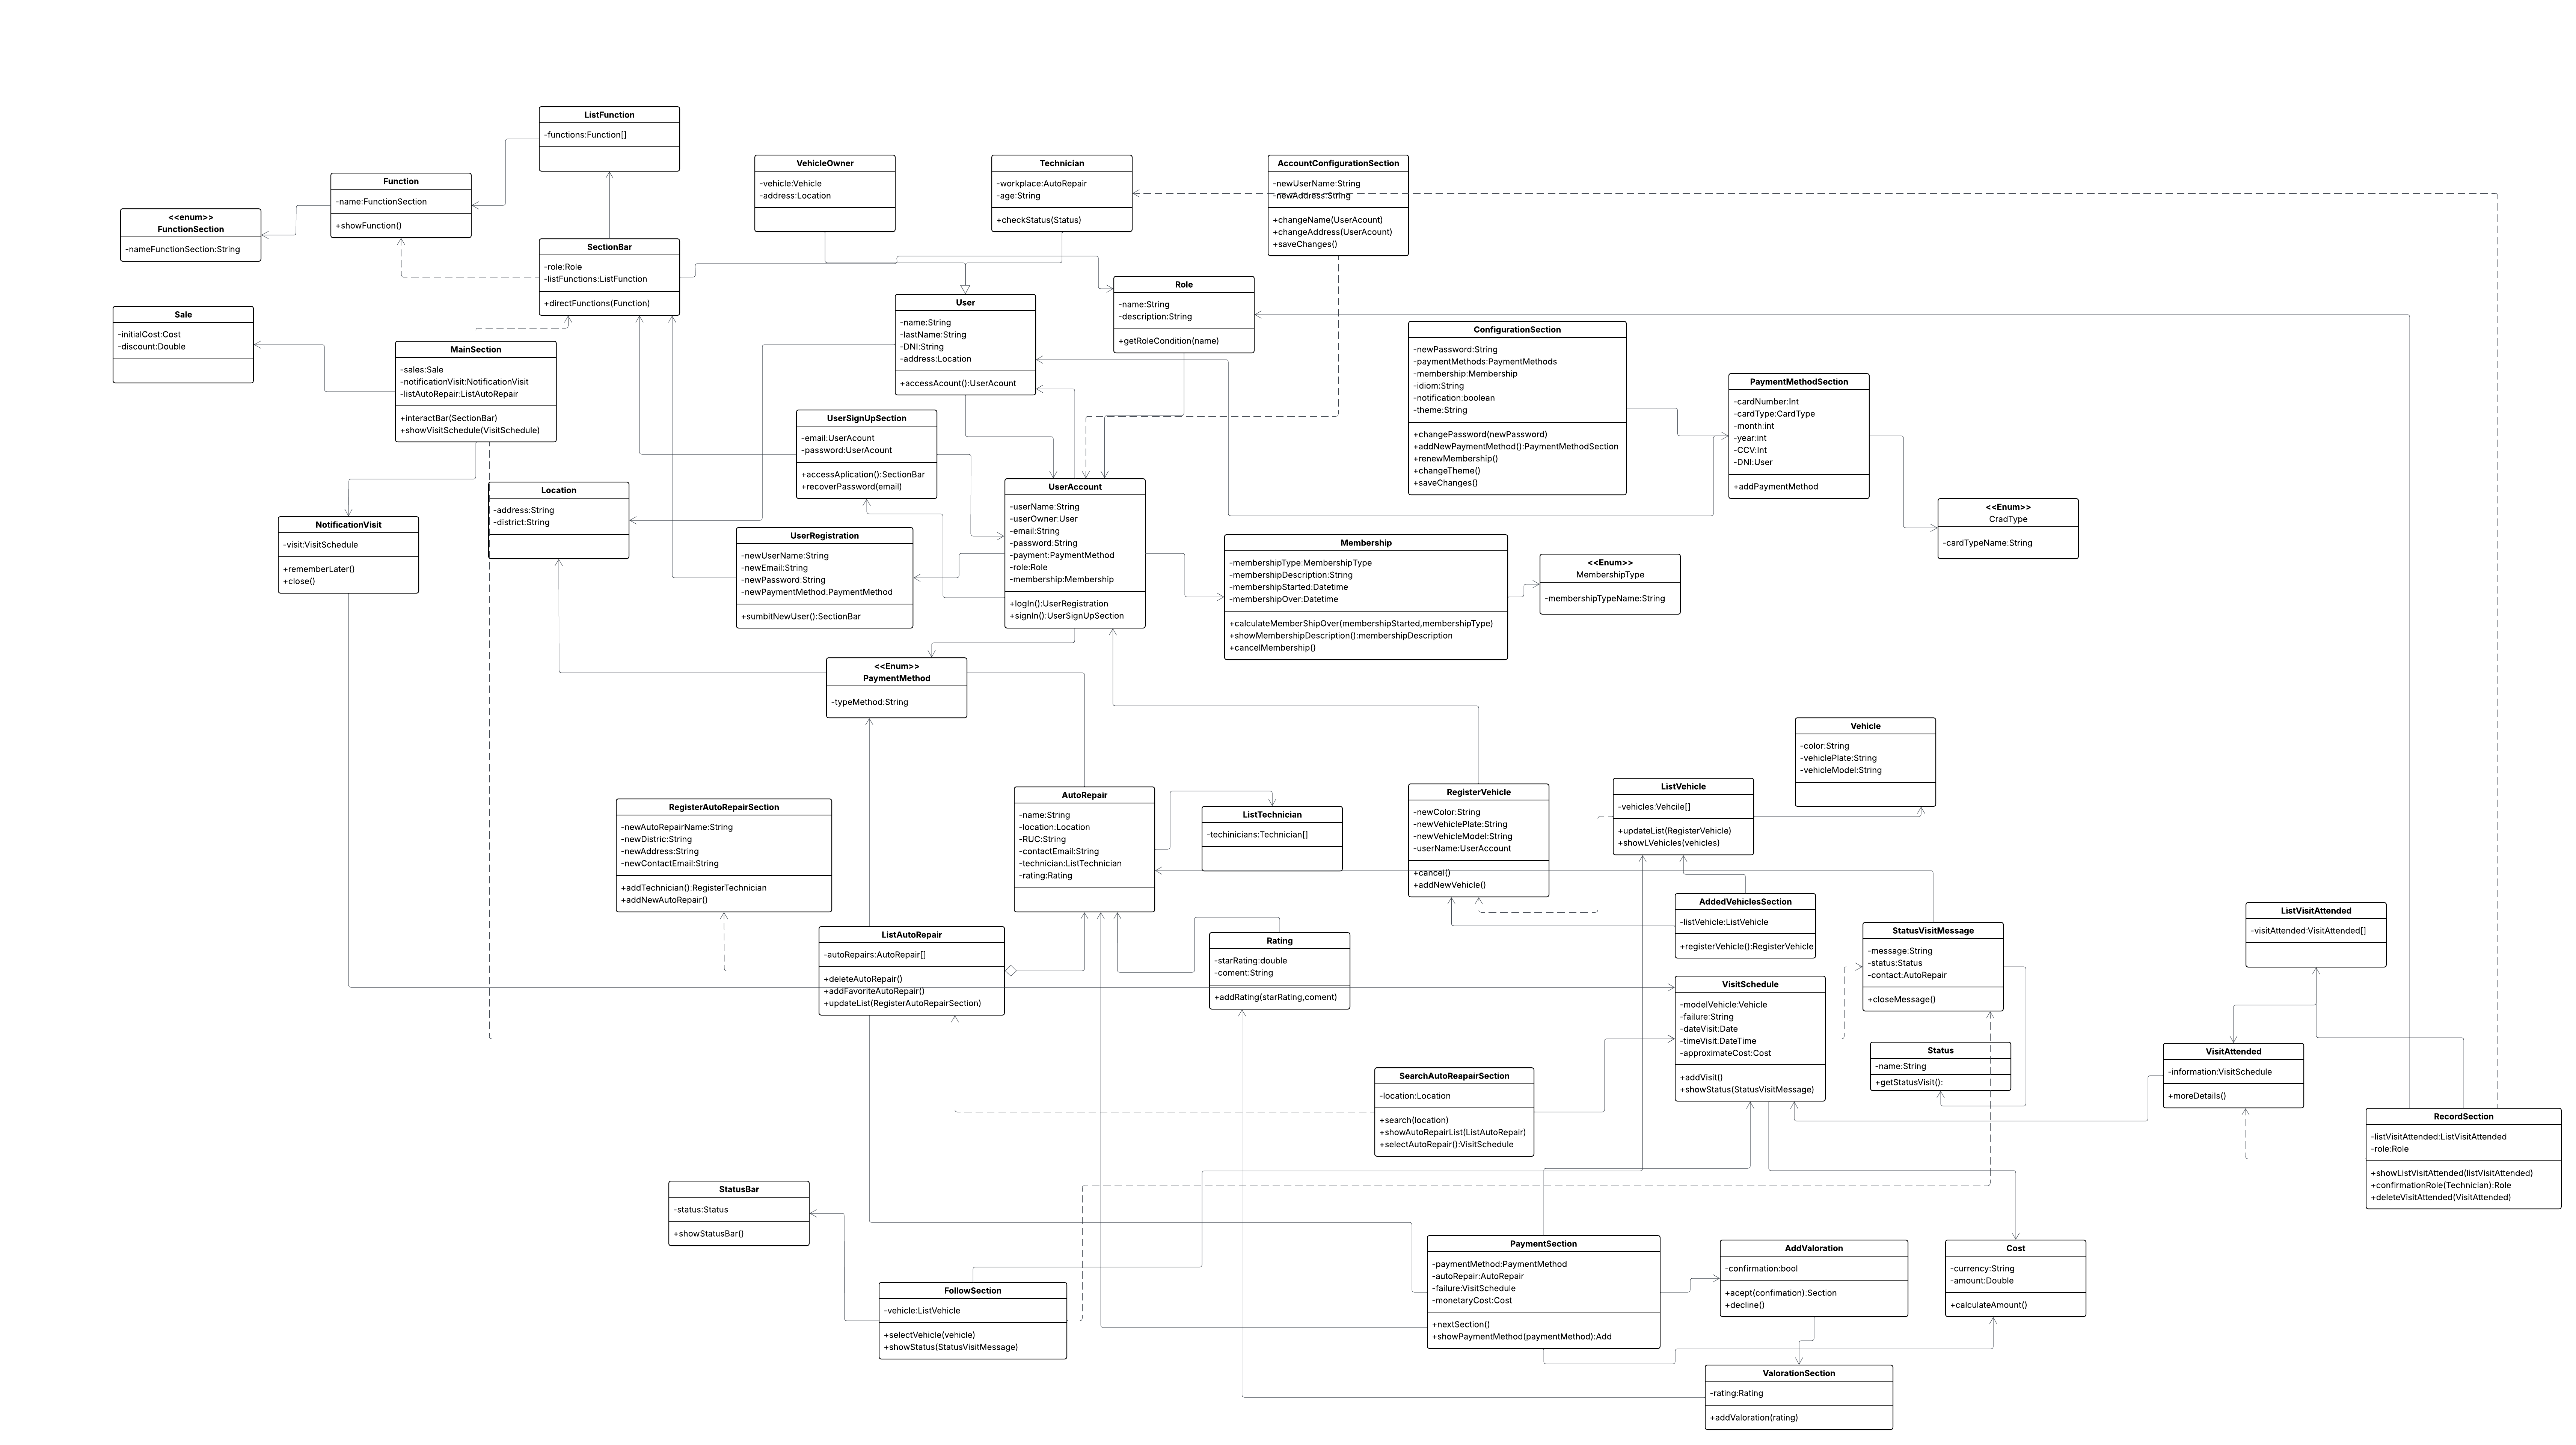 ListFunction
-functions:Function[]
Function
-name:FunctionSection
+showFunction()
<<enum>>
FunctionSection
-nameFunctionSection:String
SectionBar
-role:Role
-listFunctions:ListFunction
+directFunctions(Function)
VehicleOwner
-vehicle:Vehicle
-address:Location
Technician
-workplace:AutoRepair
-age:String
+checkStatus(Status)
AccountConfigurationSection
-newUserName:String
-newAddress:String
+changeName(UserAcount)
+changeAddress(UserAcount)
+saveChanges()
Role
-name:String
-description:String
+getRoleCondition(name)
User
-name:String
-lastName:String
-DNI:String
-address:Location
+accessAcount():UserAcount
Sale
-initialCost:Cost
-discount:Double
MainSection
-sales:Sale
-notificationVisit:NotificationVisit
-listAutoRepair:ListAutoRepair
+interactBar(SectionBar)
+showVisitSchedule(VisitSchedule)
ConfigurationSection
-newPassword:String
-paymentMethods:PaymentMethods
-membership:Membership
-idiom:String
-notification:boolean
-theme:String
+changePassword(newPassword)
+addNewPaymentMethod():PaymentMethodSection
+renewMembership()
+changeTheme()
+saveChanges()
PaymentMethodSection
-cardNumber:Int
-cardType:CardType
-month:int
-year:int
-CCV:Int
-DNI:User
+addPaymentMethod
<<Enum>>
CradType
-cardTypeName:String
UserSignUpSection
-email:UserAcount
-password:UserAcount
+accessAplication():SectionBar
+recoverPassword(email)
Location
-address:String
-district:String
NotificationVisit
-visit:VisitSchedule
+rememberLater()
+close()
UserRegistration
-newUserName:String
-newEmail:String
-newPassword:String
-newPaymentMethod:PaymentMethod
+sumbitNewUser():SectionBar
UserAccount
-userName:String
-userOwner:User
-email:String
-password:String
-payment:PaymentMethod
-role:Role
-membership:Membership
+logIn():UserRegistration
+signIn():UserSignUpSection
Membership
-membershipType:MembershipType
-membershipDescription:String
-membershipStarted:Datetime
-membershipOver:Datetime
+calculateMemberShipOver(membershipStarted,membershipType)
+showMembershipDescription():membershipDescription
+cancelMembership()
<<Enum>>
MembershipType
-membershipTypeName:String
<<Enum>>
PaymentMethod
-typeMethod:String
Vehicle
-color:String
-vehiclePlate:String
-vehicleModel:String
RegisterAutoRepairSection
-newAutoRepairName:String
-newDistric:String
-newAddress:String
-newContactEmail:String
+addTechnician():RegisterTechnician
+addNewAutoRepair()
AutoRepair
-name:String
-location:Location
-RUC:String
-contactEmail:String
-technician:ListTechnician
-rating:Rating
ListTechnician
-techinicians:Technician[]
RegisterVehicle
-newColor:String
-newVehiclePlate:String
-newVehicleModel:String
-userName:UserAccount
+cancel()
+addNewVehicle()
ListVehicle
-vehicles:Vehcile[]
+updateList(RegisterVehicle)
+showLVehicles(vehicles)
AddedVehiclesSection
-listVehicle:ListVehicle
+registerVehicle():RegisterVehicle
StatusVisitMessage
-message:String
-status:Status
-contact:AutoRepair
+closeMessage()
ListVisitAttended
-visitAttended:VisitAttended[]
ListAutoRepair
-autoRepairs:AutoRepair[]
+deleteAutoRepair()
+addFavoriteAutoRepair()
+updateList(RegisterAutoRepairSection)
Rating
-starRating:double
-coment:String
+addRating(starRating,coment)
VisitSchedule
-modelVehicle:Vehicle
-failure:String
-dateVisit:Date
-timeVisit:DateTime
-approximateCost:Cost
+addVisit()
+showStatus(StatusVisitMessage)
Status
-name:String
+getStatusVisit():
VisitAttended
-information:VisitSchedule
+moreDetails()
SearchAutoReapairSection
-location:Location
+search(location)
+showAutoRepairList(ListAutoRepair)
+selectAutoRepair():VisitSchedule
RecordSection
-listVisitAttended:ListVisitAttended
-role:Role
+showListVisitAttended(listVisitAttended)
+confirmationRole(Technician):Role
+deleteVisitAttended(VisitAttended)
StatusBar
-status:Status
+showStatusBar()
FollowSection
-vehicle:ListVehicle
+selectVehicle(vehicle)
+showStatus(StatusVisitMessage)
PaymentSection
-paymentMethod:PaymentMethod
-autoRepair:AutoRepair
-failure:VisitSchedule
-monetaryCost:Cost
+nextSection()
+showPaymentMethod(paymentMethod):Add
AddValoration
-confirmation:bool
+acept(confimation):Section
+decline()
Cost
-currency:String
-amount:Double
+calculateAmount()
ValorationSection
-rating:Rating
+addValoration(rating)